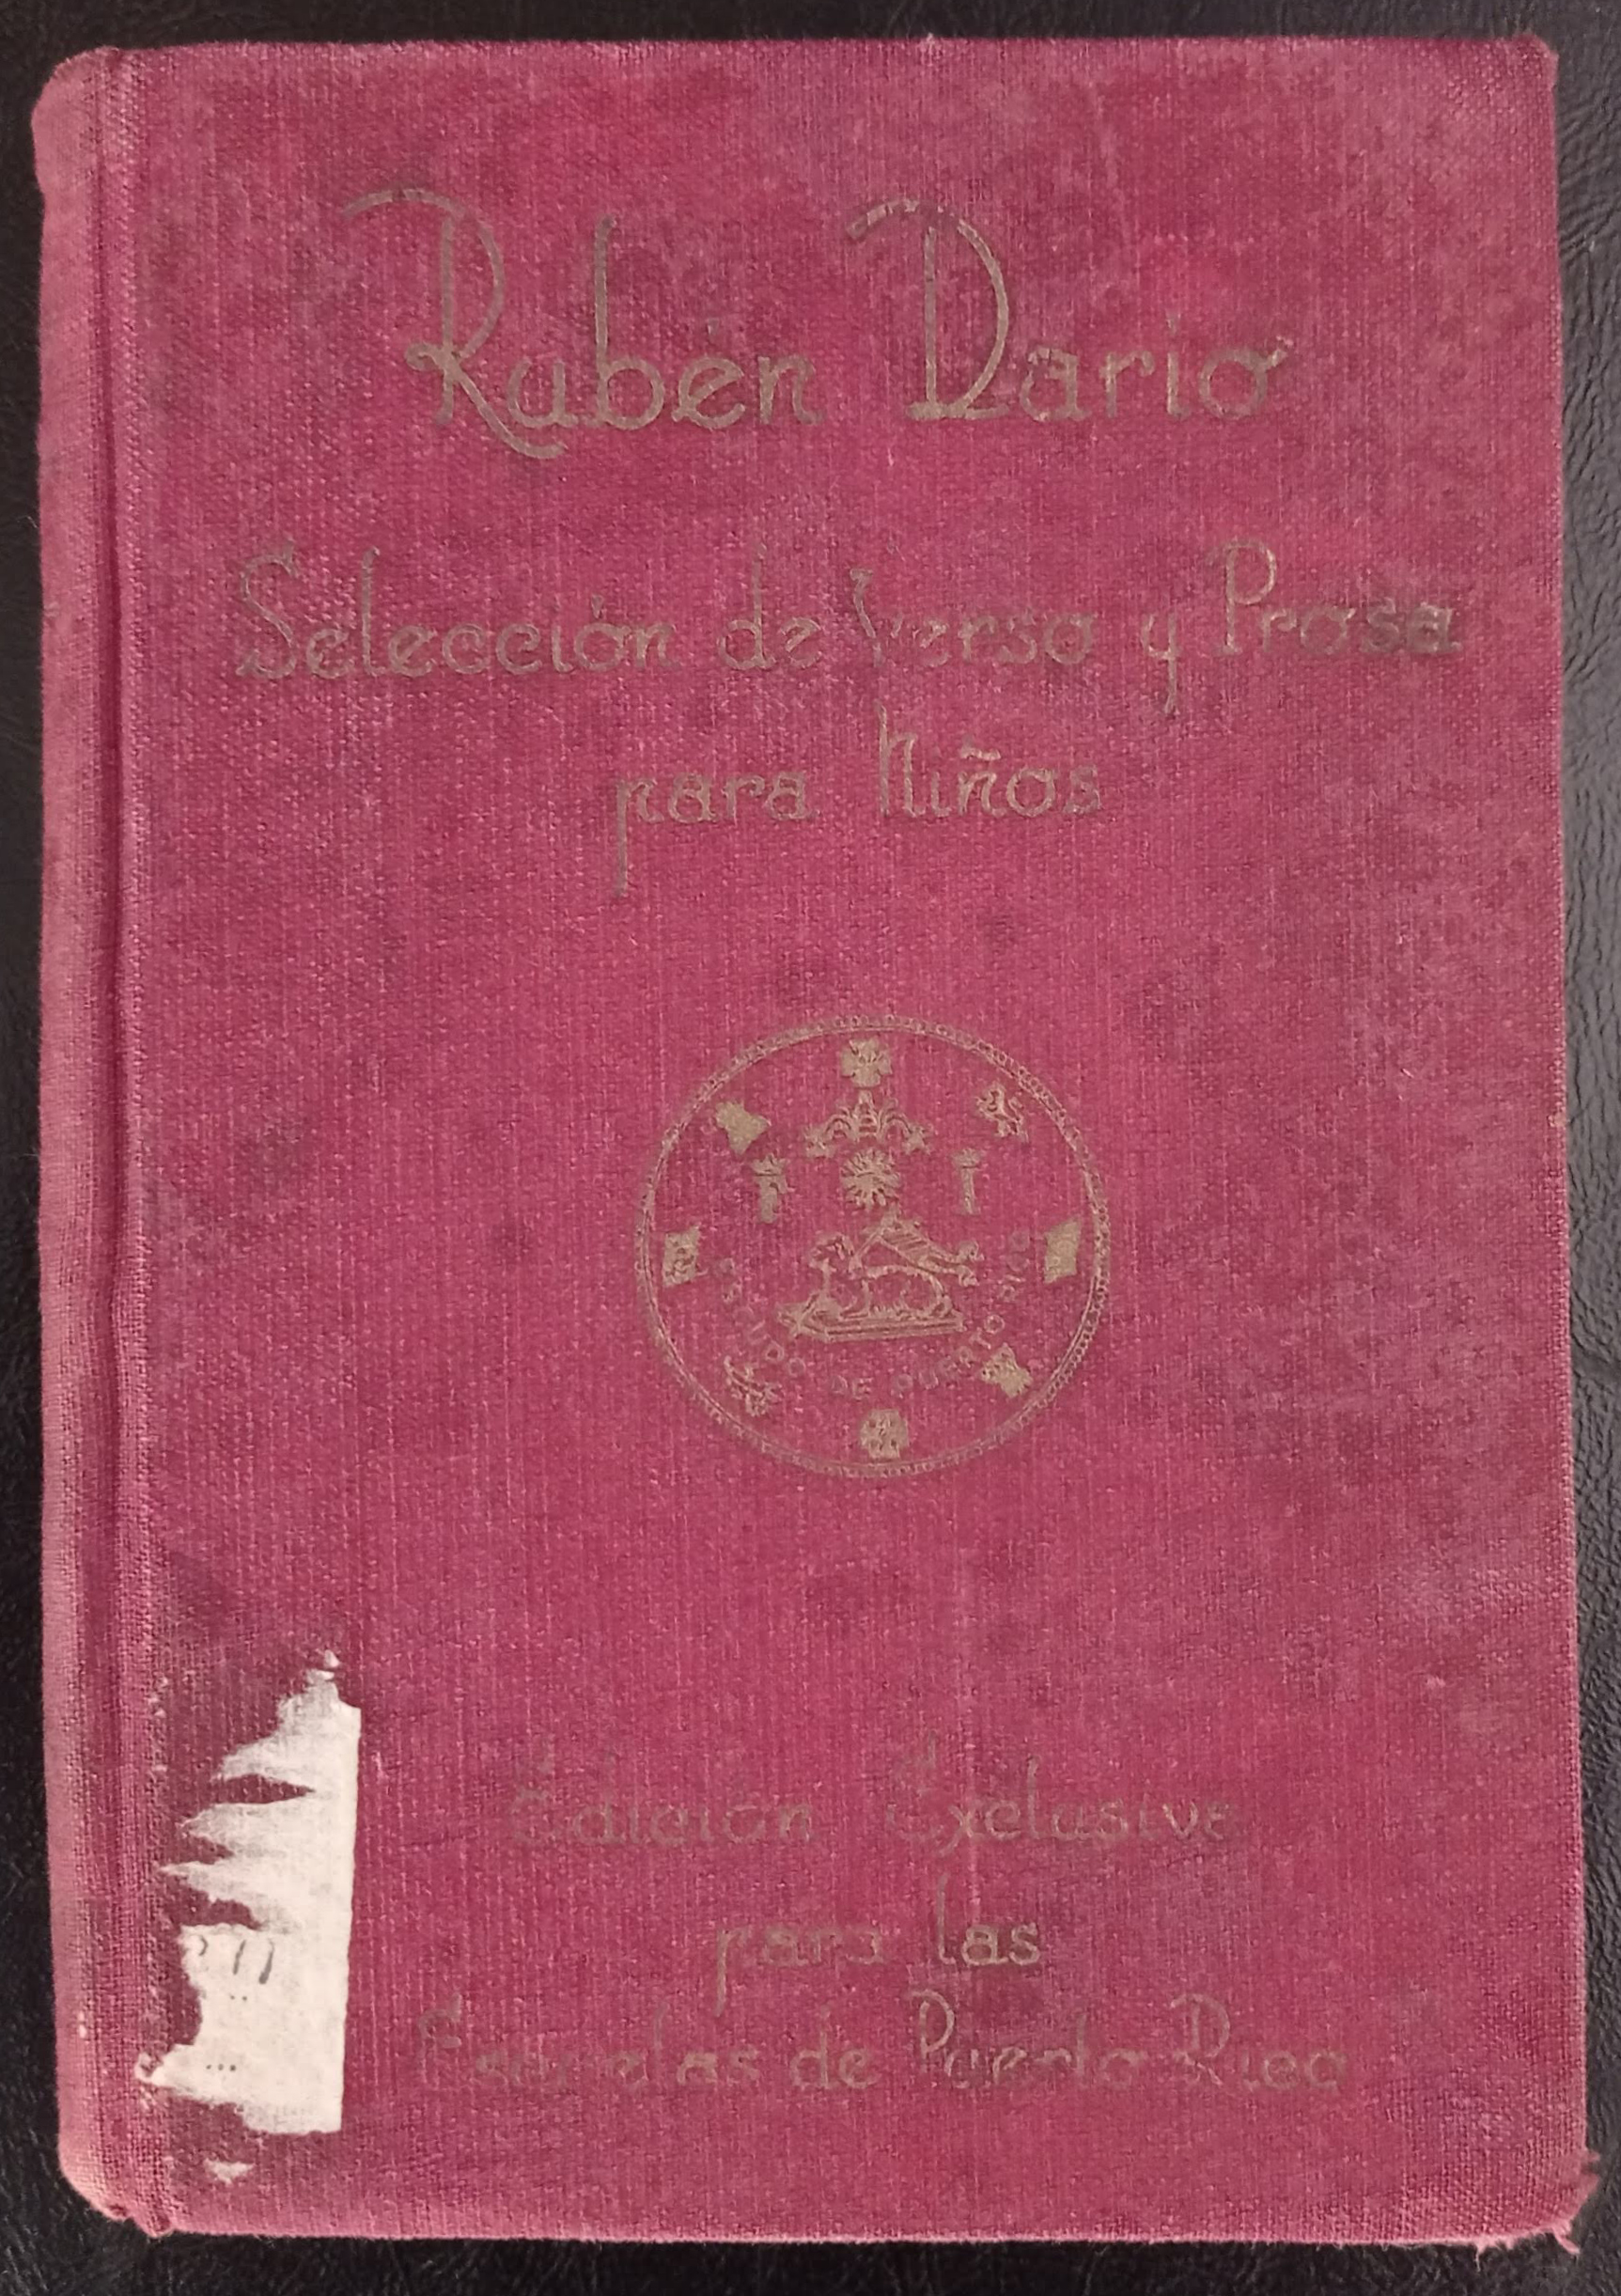 Rubén Darío
Selección de Verso y Prosa
para Niños
ESCUDO DE PUERTO RICO
Edición Exclusiva
para las
Escuelas de Puerto Rico